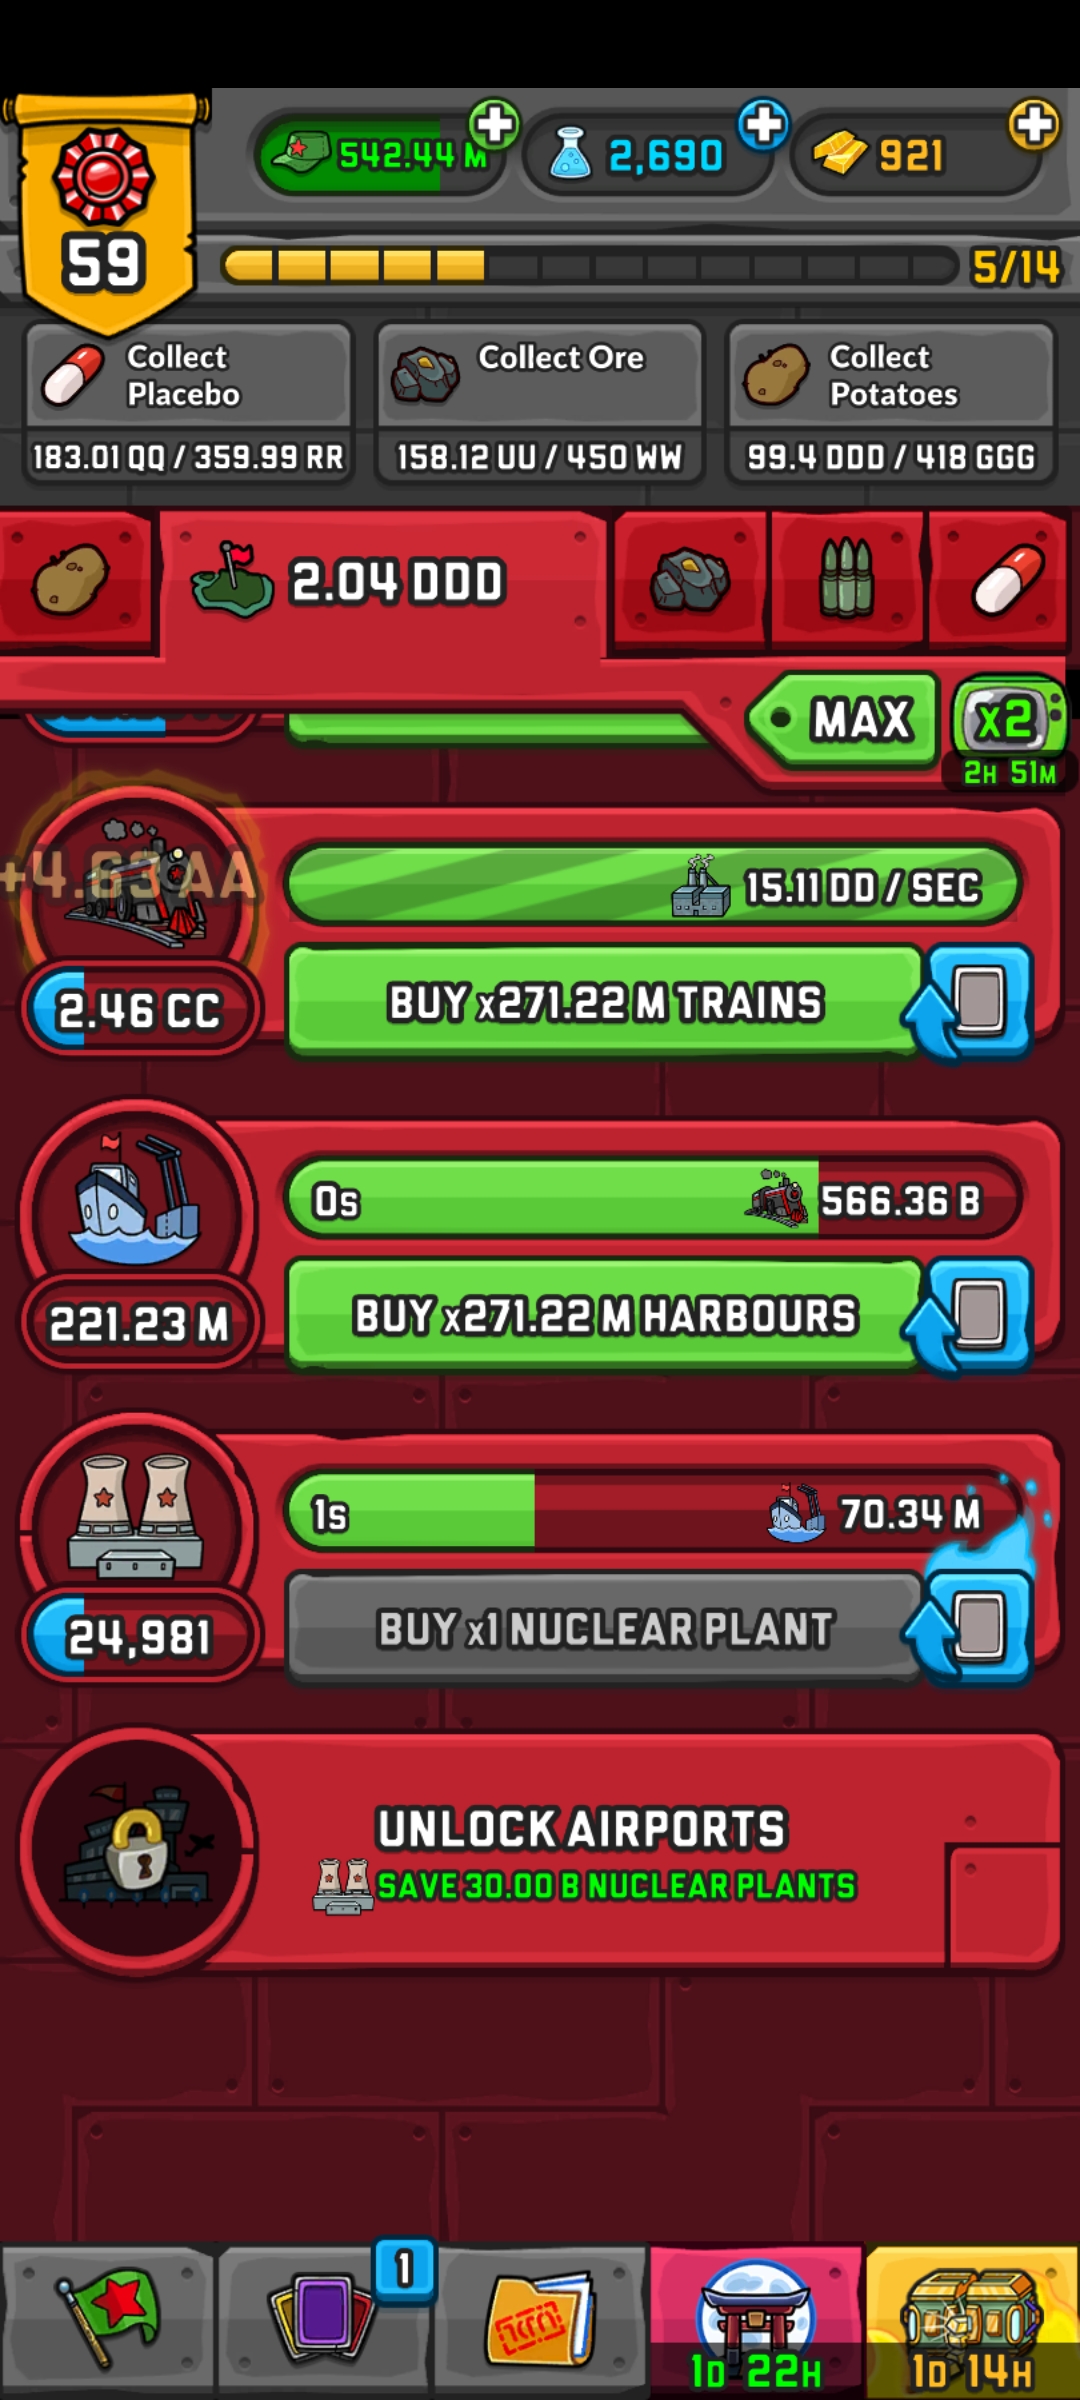 542.44 M
2,690
921
59
5/14
Collect
Placebo
183.01 QQ / 359.99 RR
Collect Ore
158.12 UU / 450 WW
Collect
Potatoes
99.4 DDD / 418 GGG
2.04 DDD
MAX
x2
2H 51M
+4.63 AA
15.11 DD / SEC
2.46 CC
BUY x271.22 M TRAINS
0s
566.36 B
221.23 M
BUY x271.22 M HARBOURS
1s
70.34 M
24,981
BUY x1 NUCLEAR PLANT
UNLOCK AIRPORTS
SAVE 30.00 B NUCLEAR PLANTS
1
1D 22H
1D 14H